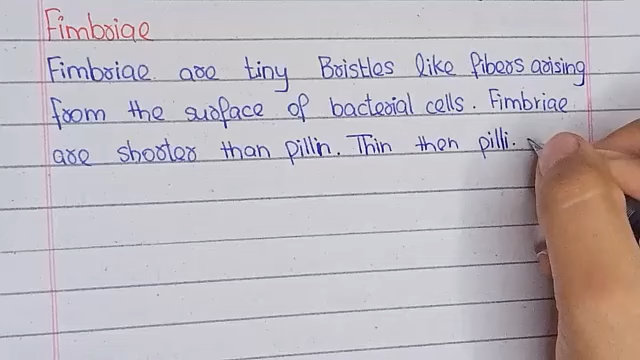 Fimbriae
Fimbriae are tiny Bristles like fibers arising
from the surface of bacterial cells. Fimbriae
are shorter than pillin. Thin then pilli.